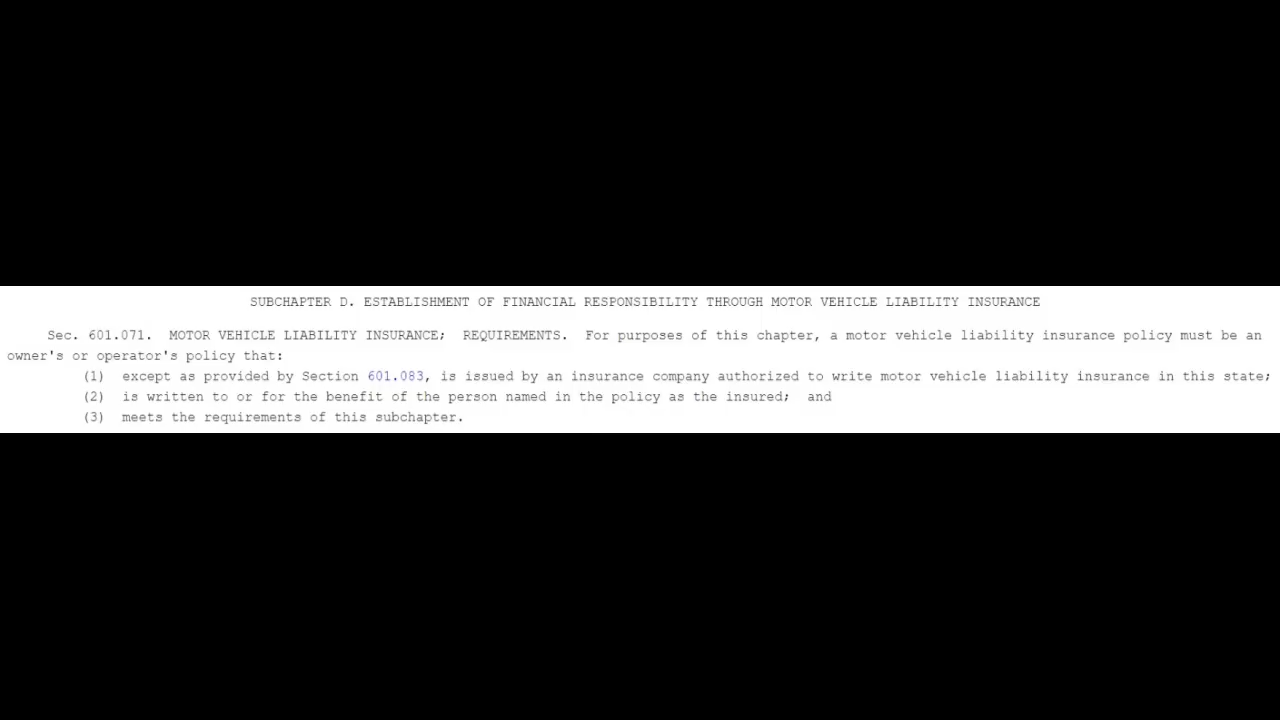 SUBCHAPTER D. ESTABLISHMENT OF FINANCIAL RESPONSIBILITY THROUGH MOTOR VEHICLE LIABILITY INSURANCE
Sec. 601.071. MOTOR VEHICLE LIABILITY INSURANCE; REQUIREMENTS. For purposes of this chapter, a motor vehicle liability insurance policy must be an
owner's or operator's policy that:
(1) except as provided by Section 601.083, is issued by an insurance company authorized to write motor vehicle liability insurance in this state;
(2) is written to or for the benefit of the person named in the policy as the insured; and
(3) meets the requirements of this subchapter.